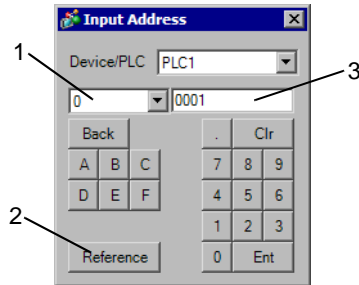 Input Address
1
3
Device/PLC PLC1
0 0001
Back . Clr
A B C 7 8 9
D E F 4 5 6
2
1 2 3
Reference 0 Ent